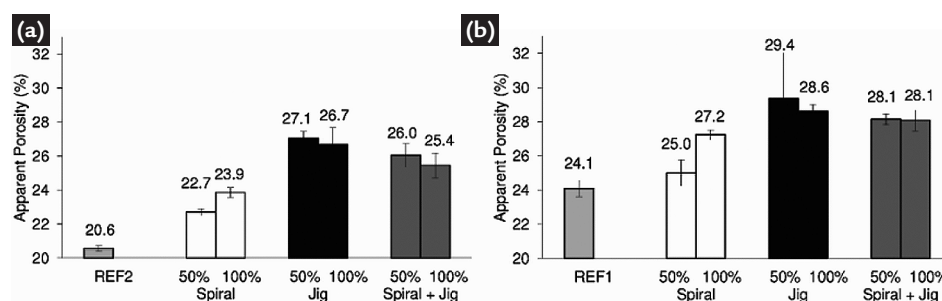 (a)
Apparent Porosity (%)
32
30
28
26
24
22
20
20.6
22.7
23.9
27.1
26.7
26.0
25.4
REF2
50% 100%
Spiral
50% 100%
Jig
50% 100%
Spiral + Jig
(b)
Apparent Porosity (%)
32
30
28
26
24
22
20
24.1
25.0
27.2
29.4
28.6
28.1
28.1
REF1
50% 100%
Spiral
50% 100%
Jig
50% 100%
Spiral + Jig